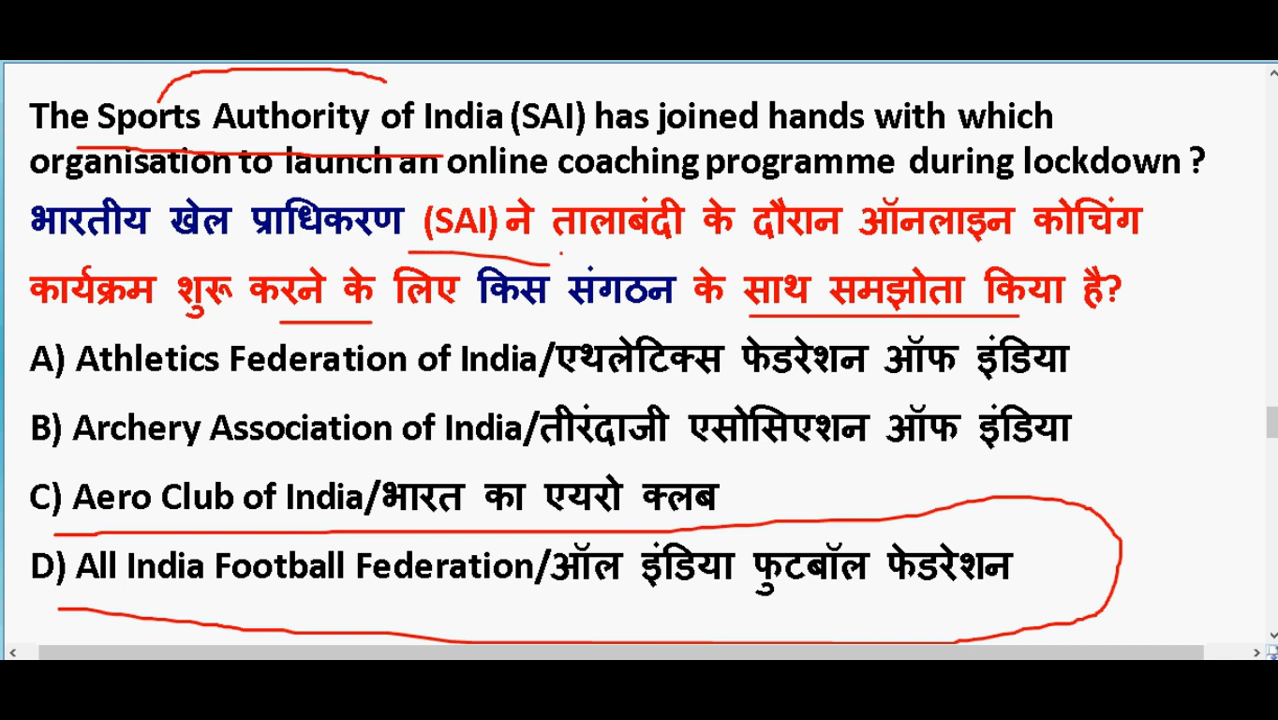 The Sports Authority of India (SAI) has joined hands with which
organisation to launch an online coaching programme during lockdown ?
भारतीय खेल प्राधिकरण (SAI) ने तालाबंदी के दौरान ऑनलाइन कोचिंग
कार्यक्रम शुरू करने के लिए किस संगठन के साथ समझोता किया है?
A) Athletics Federation of India/एथलेटिक्स फेडरेशन ऑफ इंडिया
B) Archery Association of India/तीरंदाजी एसोसिएशन ऑफ इंडिया
C) Aero Club of India/भारत का एयरो क्लब
D) All India Football Federation/ऑल इंडिया फुटबॉल फेडरेशन